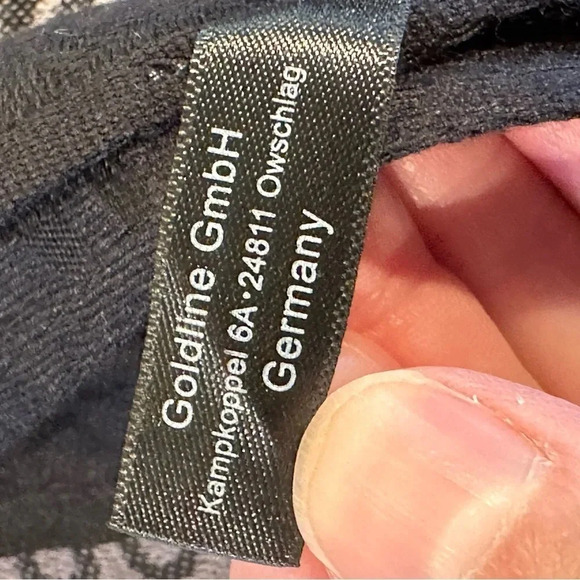 Goldline GmbH
Kampkoppel 6A·24811 Owschlag
Germany